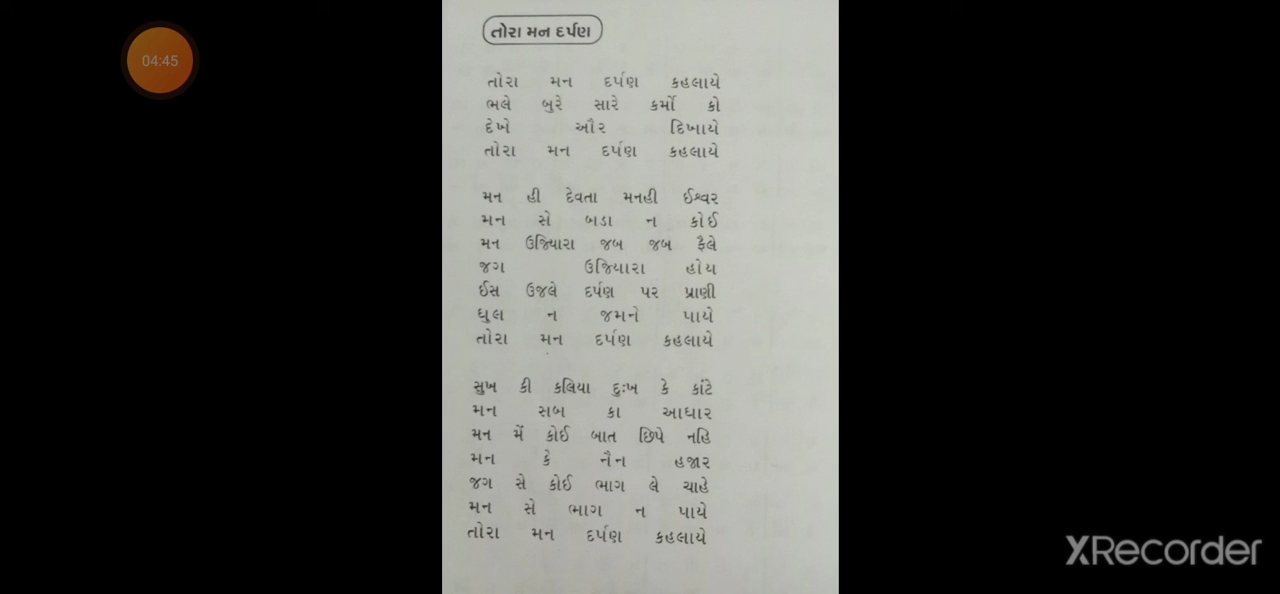 04:45
તોરા મન દર્પણ
તોરા મન દર્પણ કહલાયે
ભલે બુરે સારે કર્મો કો
દેખે ઔર દિખાયે
તોરા મન દર્પણ કહલાયે
મન હી દેવતા મનહી ઈશ્વર
મન સે બડા ન કોઈ
મન ઉજિયારા જબ જબ ફૈલે
જગ ઉજિયારા હોય
ઈસ ઉજલે દર્પણ પર પ્રાણી
ધુલ ન જમને પાયે
તોરા મન દર્પણ કહલાયે
સુખ કી કલિયા દુઃખ કે કાંટે
મન સબ કા આધાર
મન મેં કોઈ બાત છિપે નહિ
મન કે નૈન હજાર
જગ સે કોઈ ભાગ લે ચાહે
મન સે ભાગ ન પાયે
તોરા મન દર્પણ કહલાયે
XRecorder